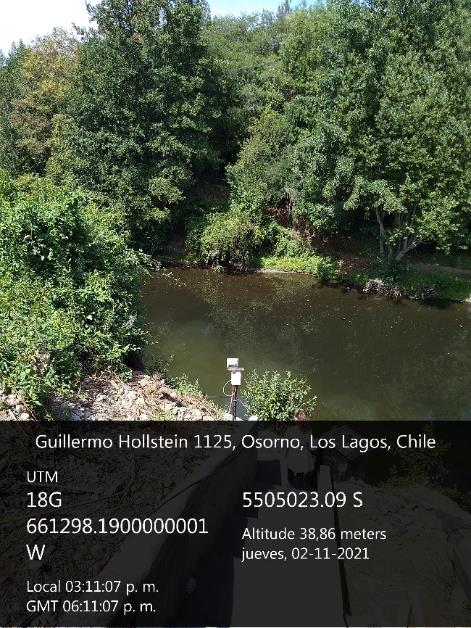 Guillermo Hollstein 1125, Osorno, Los Lagos, Chile
UTM
18G
661298.1900000001
W
5505023.09 S
Altitude 38,86 meters
jueves, 02-11-2021
Local 03:11:07 p. m.
GMT 06:11:07 p. m.